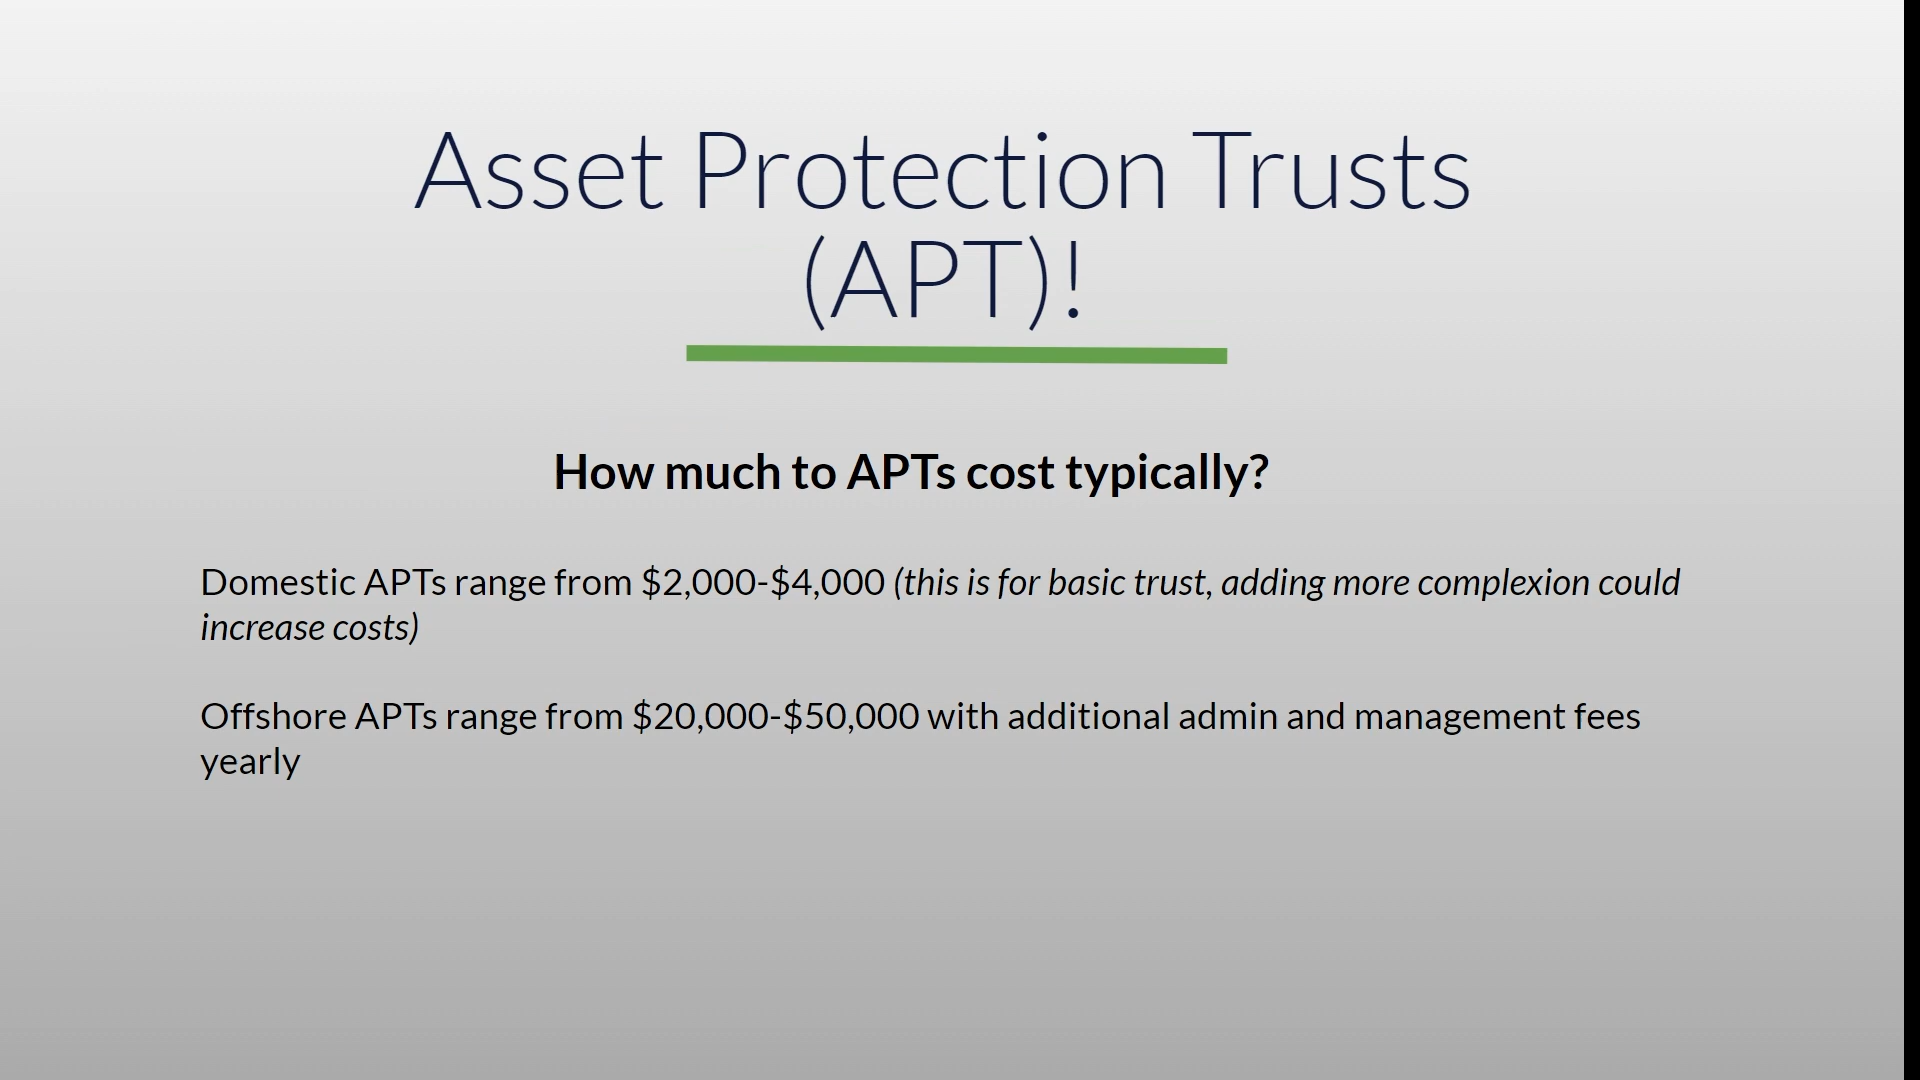 Asset Protection Trusts
(APT)!
How much to APTs cost typically?
Domestic APTs range from $2,000-$4,000 (this is for basic trust, adding more complexion could
increase costs)
Offshore APTs range from $20,000-$50,000 with additional admin and management fees
yearly